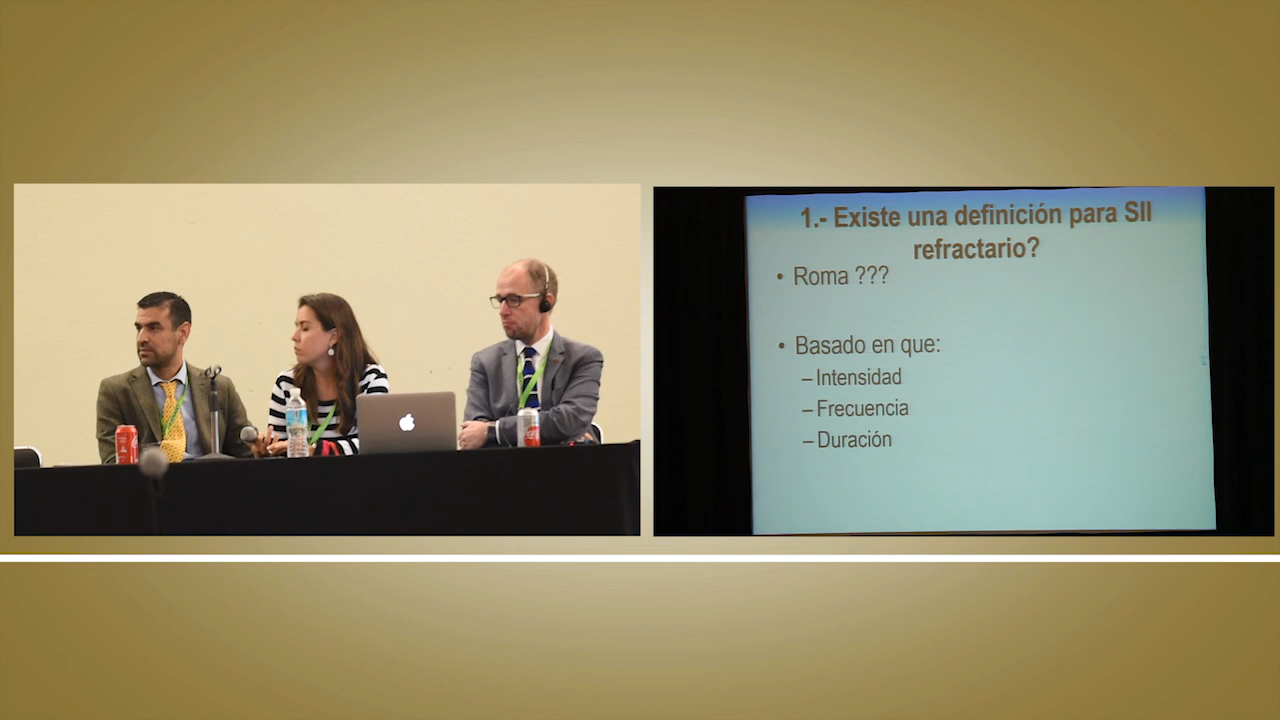 1.- Existe una definición para SII
refractario?
• Roma ???
• Basado en que:
– Intensidad
– Frecuencia
– Duración